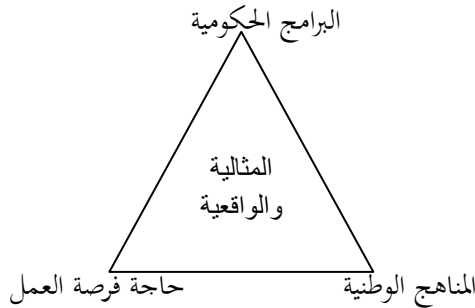 البرامج الحكومية
المثالية
والواقعية
المناهج الوطنية
حاجة فرصة العمل